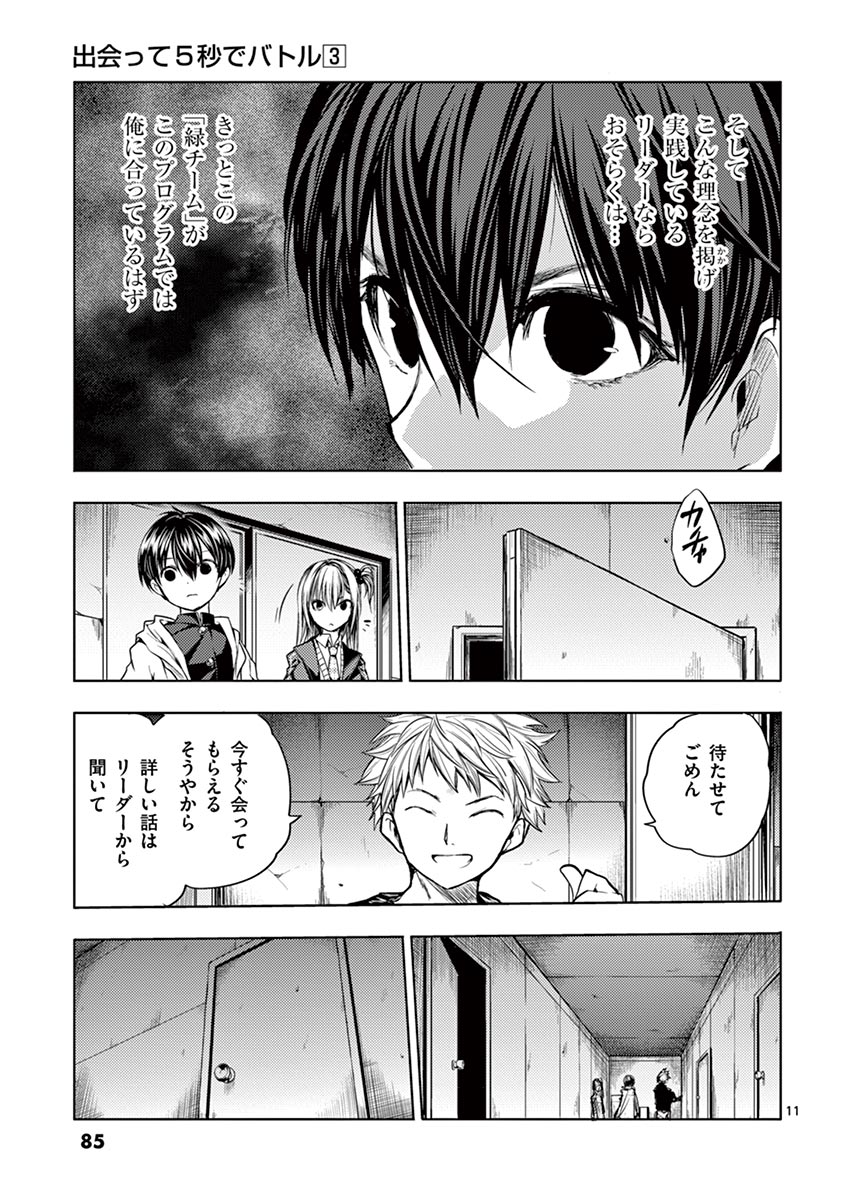 出会って5秒でバトル3
そして
こんな理念を掲げ
かか
実践している
リーダーなら
おそらくは…
きっとこの
「緑チーム」が
このプログラムでは
俺に合っているはず
カチャ
待たせて
ごめん
今すぐ会って
もらえる
そうやから
詳しい話は
リーダーから
聞いて
11
85